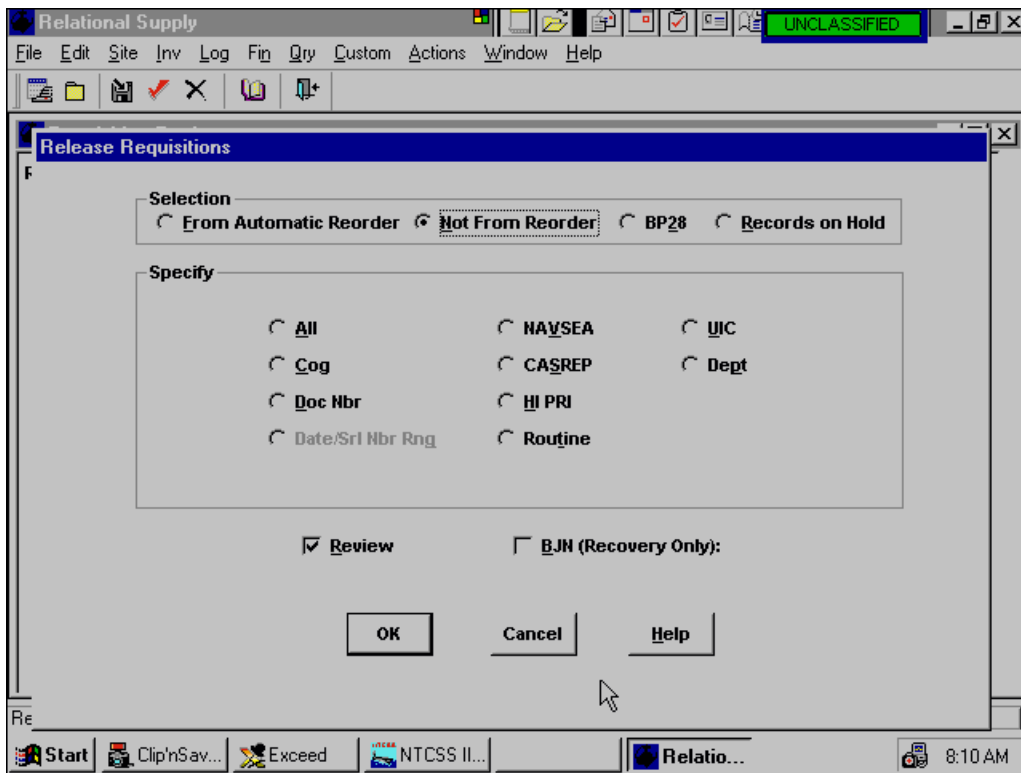 Relational Supply UNCLASSIFIED
File Edit Site Inv Log Fin Qry Custom Actions Window Help
Release Requisitions
Selection
From Automatic Reorder Not From Reorder BP28 Records on Hold
Specify
All NAVSEA UIC
Cog CASREP Dept
Doc Nbr HI PRI
Date/Srl Nbr Rng Routine
Review BJN (Recovery Only):
OK Cancel Help
Re
Start Clip'nSav... Exceed NTCSS II... Relatio... 8:10 AM